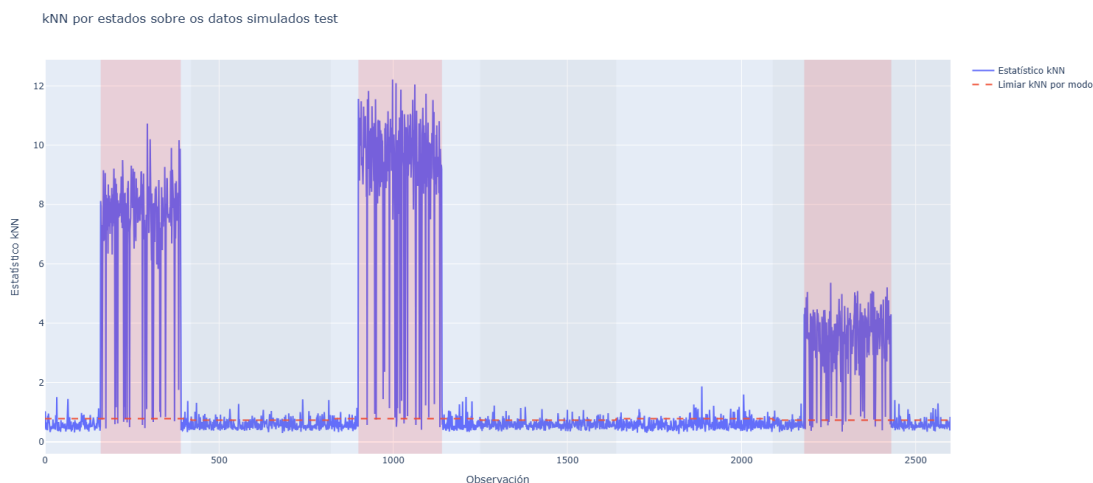 kNN por estados sobre os datos simulados test
Estatístico kNN
Limiar kNN por modo
12
10
8
6
4
2
0
Estatístico kNN
0
500
1000
1500
2000
2500
Observación